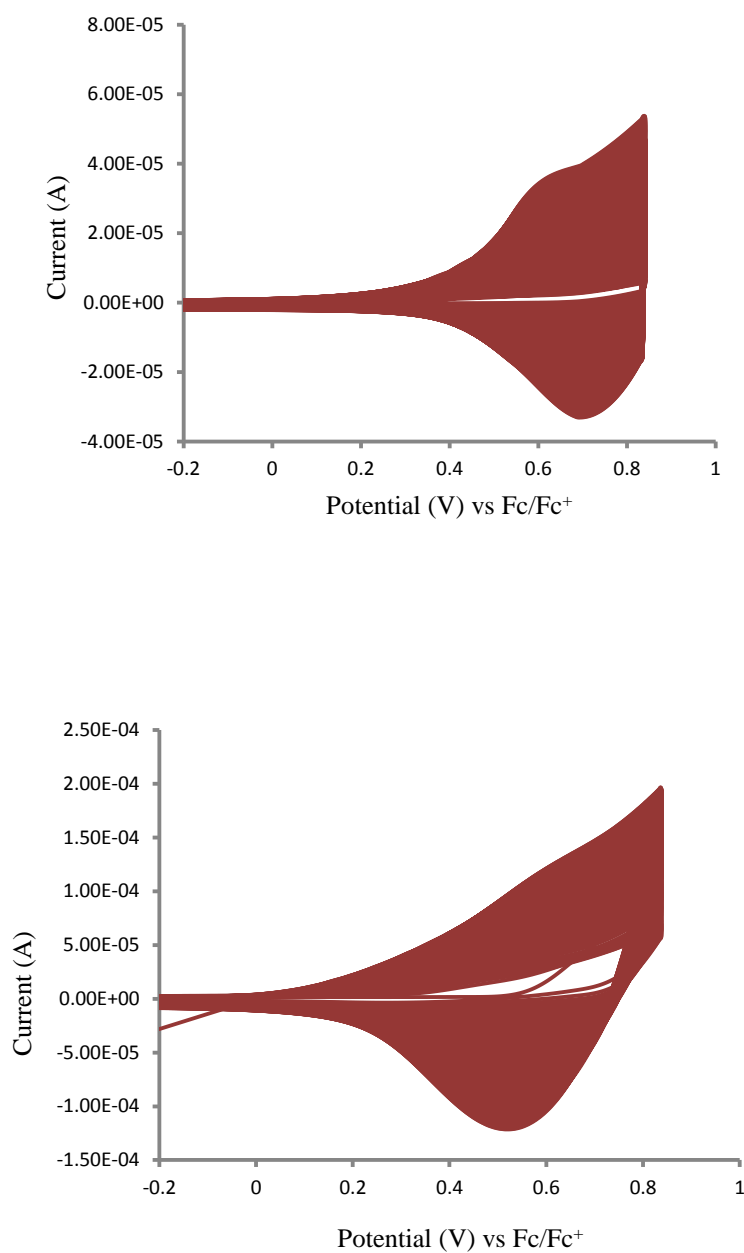 8.00E-05
6.00E-05
4.00E-05
2.00E-05
0.00E+00
-2.00E-05
-4.00E-05
Current (A)
-0.2 0 0.2 0.4 0.6 0.8 1
Potential (V) vs Fc/Fc⁺
2.50E-04
2.00E-04
1.50E-04
1.00E-04
5.00E-05
0.00E+00
-5.00E-05
-1.00E-04
-1.50E-04
Current (A)
-0.2 0 0.2 0.4 0.6 0.8 1
Potential (V) vs Fc/Fc⁺